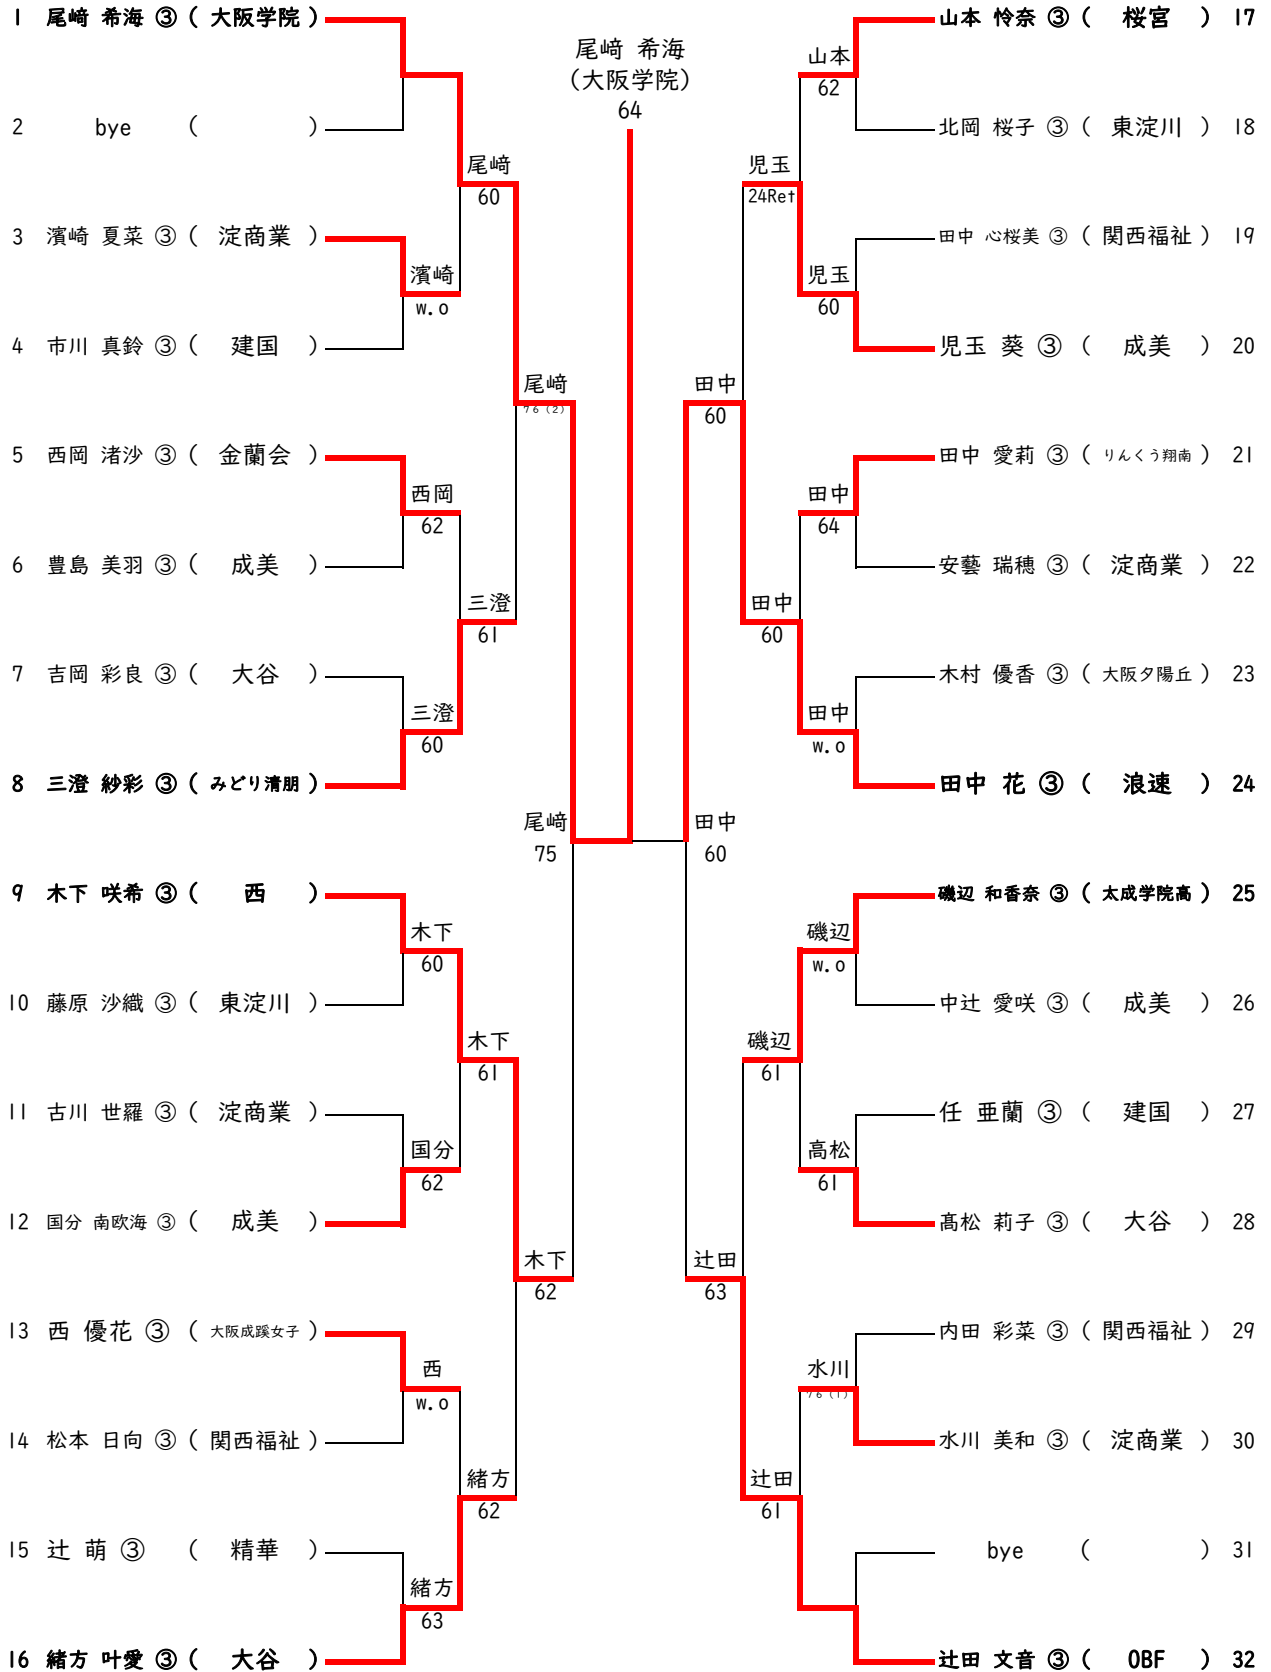 1 尾﨑 希海 ③ ( 大阪学院 )
2 bye ( )
3 濱崎 夏菜 ③ ( 淀商業 )
4 市川 真鈴 ③ ( 建国 )
5 西岡 渚沙 ③ ( 金蘭会 )
6 豊島 美羽 ③ ( 成美 )
7 吉岡 彩良 ③ ( 大谷 )
8 三澄 紗彩 ③ ( みどり清朋 )
9 木下 咲希 ③ ( 西 )
10 藤原 沙織 ③ ( 東淀川 )
11 古川 世羅 ③ ( 淀商業 )
12 国分 南欧海 ③ ( 成美 )
13 西 優花 ③ ( 大阪成蹊女子 )
14 松本 日向 ③ ( 関西福祉 )
15 辻 萌 ③ ( 精華 )
16 緒方 叶愛 ③ ( 大谷 )
濱崎
w.o
西岡
62
三澄
60
木下
60
国分
62
西
w.o
緒方
63
尾﨑
60
三澄
61
木下
61
緒方
62
尾﨑
76(2)
木下
62
尾﨑
75
尾﨑 希海
(大阪学院)
64
田中
60
田中
60
辻田
63
児玉
24Ret
田中
60
磯辺
61
辻田
61
山本
62
児玉
60
田中
64
田中
w.o
磯辺
w.o
高松
61
水川
76(1)
山本 怜奈 ③ ( 桜宮 ) 17
北岡 桜子 ③ ( 東淀川 ) 18
田中 心桜美 ③ ( 関西福祉 ) 19
児玉 葵 ③ ( 成美 ) 20
田中 愛莉 ③ ( りんくう翔南 ) 21
安藝 瑞穂 ③ ( 淀商業 ) 22
木村 優香 ③ ( 大阪夕陽丘 ) 23
田中 花 ③ ( 浪速 ) 24
磯辺 和香奈 ③ ( 太成学院高 ) 25
中辻 愛咲 ③ ( 成美 ) 26
任 亜蘭 ③ ( 建国 ) 27
髙松 莉子 ③ ( 大谷 ) 28
内田 彩菜 ③ ( 関西福祉 ) 29
水川 美和 ③ ( 淀商業 ) 30
bye ( ) 31
辻田 文音 ③ ( OBF ) 32